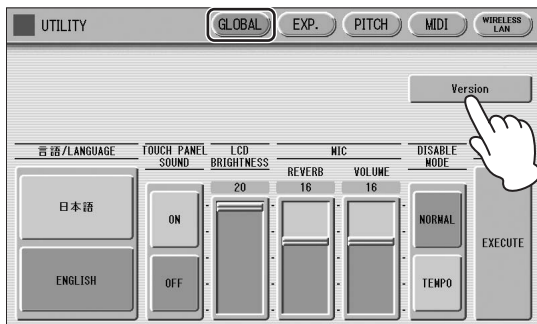 UTILITY
GLOBAL
EXP.
PITCH
MIDI
WIRELESS
LAN
Version
言語/LANGUAGE
TOUCH PANEL
SOUND
LCD
BRIGHTNESS
MIC
DISABLE
MODE
REVERB
VOLUME
20
16
16
日本語
ON
NORMAL
EXECUTE
ENGLISH
OFF
TEMPO